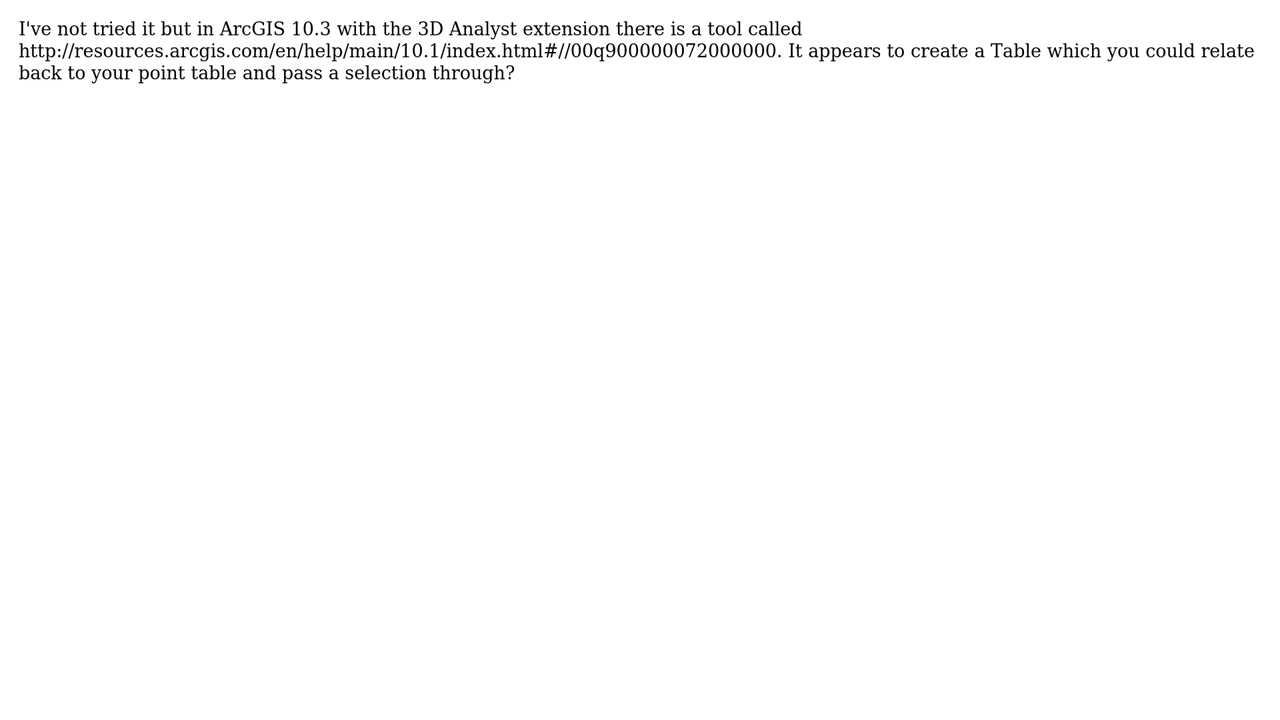 I've not tried it but in ArcGIS 10.3 with the 3D Analyst extension there is a tool called
http://resources.arcgis.com/en/help/main/10.1/index.html#//00q900000072000000. It appears to create a Table which you could relate
back to your point table and pass a selection through?